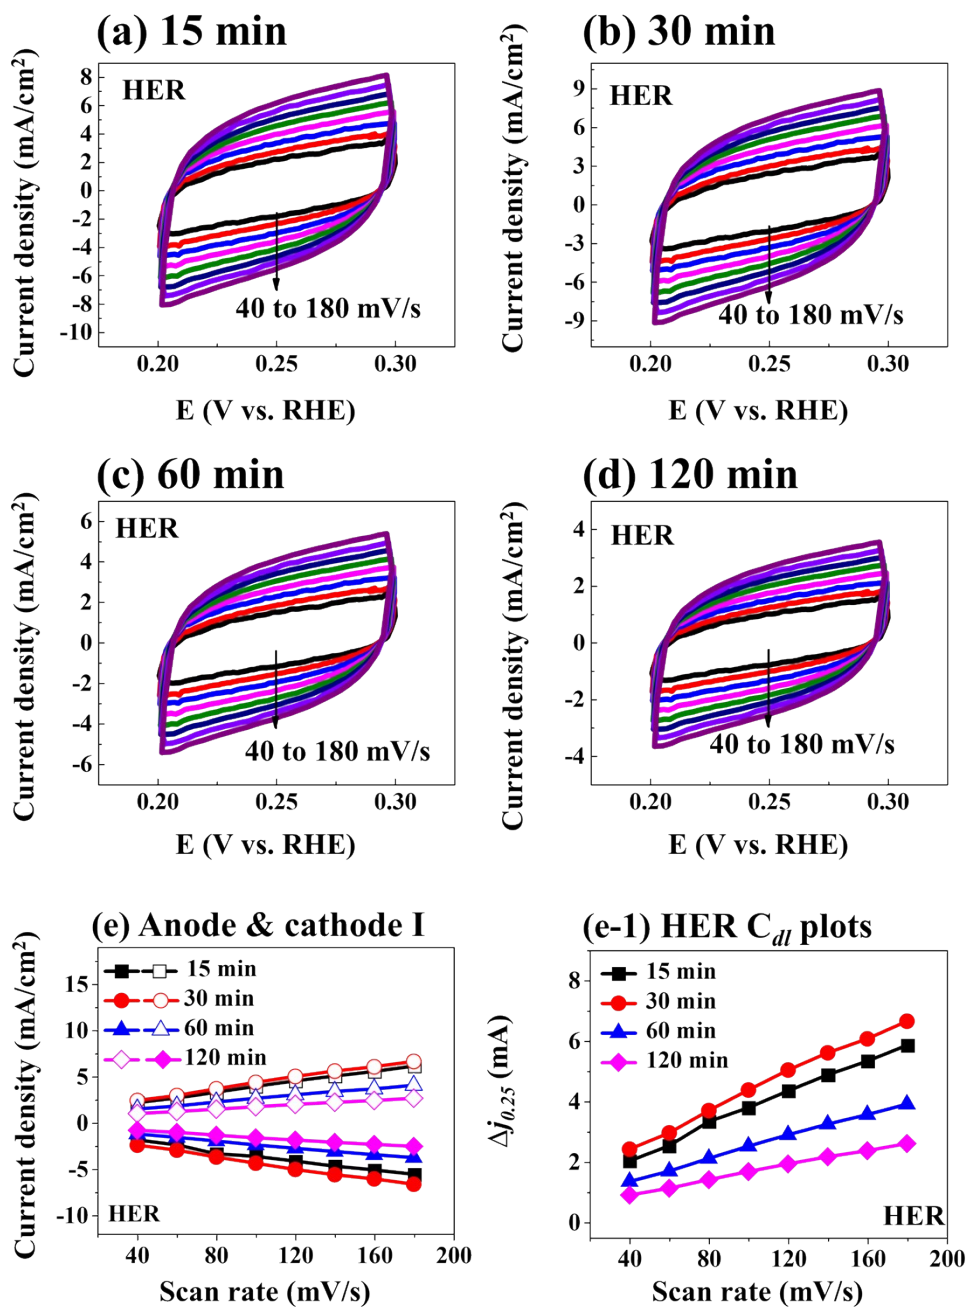 (a) 15 min
Current density (mA/cm²)
8
6
4
2
0
-2
-4
-6
-8
-10
HER
40 to 180 mV/s
0.20
0.25
0.30
E (V vs. RHE)
(b) 30 min
Current density (mA/cm²)
9
6
3
0
-3
-6
-9
HER
40 to 180 mV/s
0.20
0.25
0.30
E (V vs. RHE)
(c) 60 min
Current density (mA/cm²)
6
4
2
0
-2
-4
-6
HER
40 to 180 mV/s
0.20
0.25
0.30
E (V vs. RHE)
(d) 120 min
Current density (mA/cm²)
4
2
0
-2
-4
HER
40 to 180 mV/s
0.20
0.25
0.30
E (V vs. RHE)
(e) Anode & cathode I
Current density (mA/cm²)
15
10
5
0
-5
-10
15 min
30 min
60 min
120 min
HER
40
80
120
160
200
Scan rate (mV/s)
(e-1) HER Cdl plots
Δj0.25 (mA)
8
6
4
2
0
15 min
30 min
60 min
120 min
HER
40
80
120
160
200
Scan rate (mV/s)